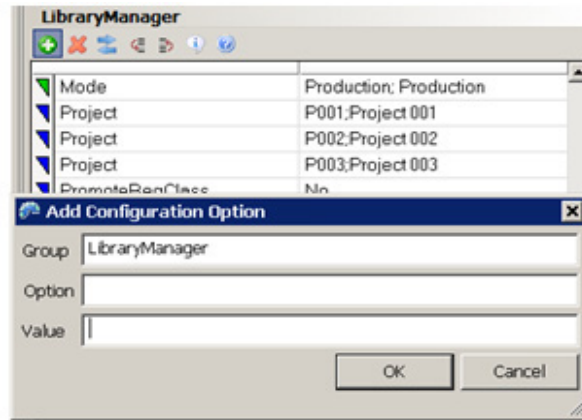 LibraryManager
Mode Production; Production
Project P001;Project 001
Project P002;Project 002
Project P003;Project 003
PromoteRegClass No
Add Configuration Option
Group LibraryManager
Option
Value
OK Cancel